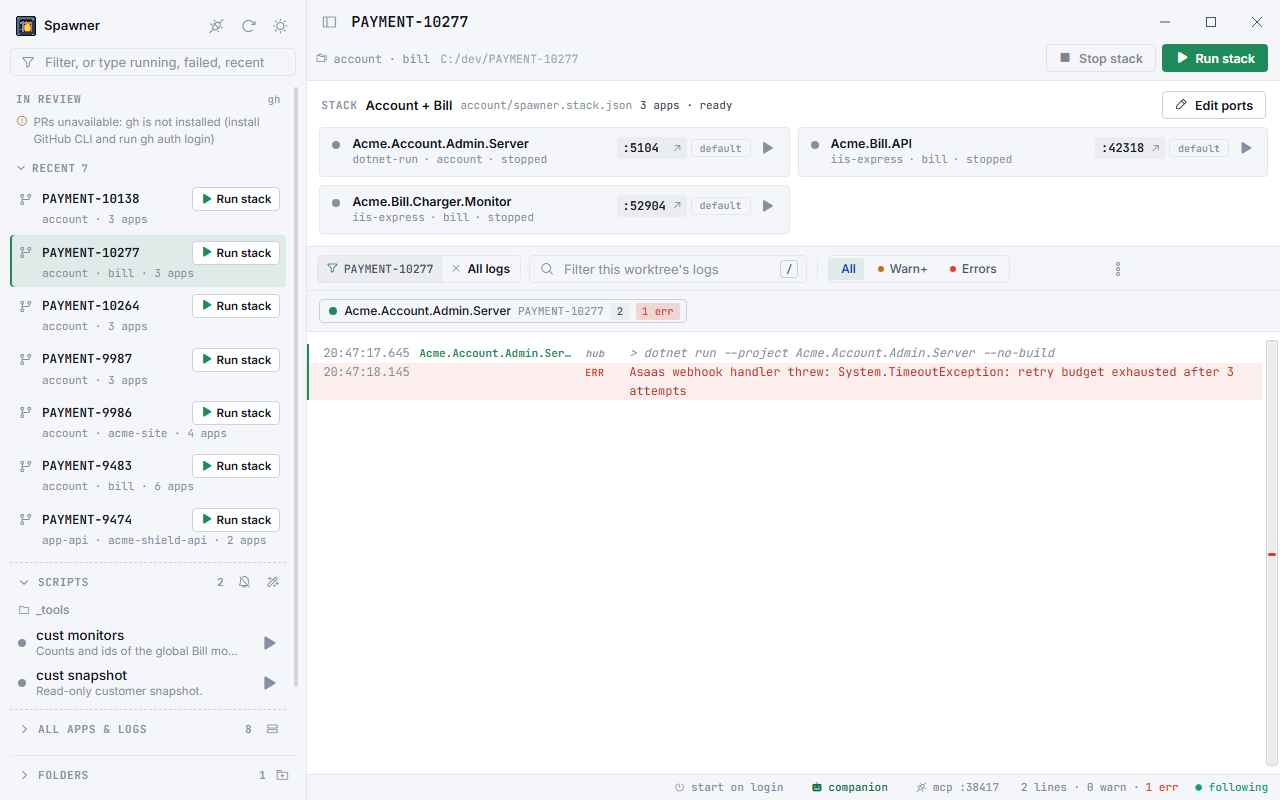 Spawner
Filter, or type running, failed, recent
IN REVIEW gh
PRs unavailable: gh is not installed (install
GitHub CLI and run gh auth login)
RECENT 7
PAYMENT-10138 Run stack
account · 3 apps
PAYMENT-10277 Run stack
account · bill · 3 apps
PAYMENT-10264 Run stack
account · 3 apps
PAYMENT-9987 Run stack
account · 3 apps
PAYMENT-9986 Run stack
account · acme-site · 4 apps
PAYMENT-9483 Run stack
account · bill · 6 apps
PAYMENT-9474 Run stack
app-api · acme-shield-api · 2 apps
SCRIPTS 2
_tools
cust monitors
Counts and ids of the global Bill mo...
cust snapshot
Read-only customer snapshot.
ALL APPS & LOGS 8
FOLDERS 1
PAYMENT-10277
account · bill C:/dev/PAYMENT-10277
Stop stack Run stack
STACK Account + Bill account/spawner.stack.json 3 apps · ready
Edit ports
Acme.Account.Admin.Server :5104 ↗ default
dotnet-run · account · stopped
Acme.Bill.API :42318 ↗ default
iis-express · bill · stopped
Acme.Bill.Charger.Monitor :52904 ↗ default
iis-express · bill · stopped
PAYMENT-10277 × All logs Filter this worktree's logs / All Warn+ Errors
Acme.Account.Admin.Server PAYMENT-10277 2 1 err
20:47:17.645 Acme.Account.Admin.Ser… hub > dotnet run --project Acme.Account.Admin.Server --no-build
20:47:18.145 ERR Asaas webhook handler threw: System.TimeoutException: retry budget exhausted after 3
attempts
start on login companion mcp :38417 2 lines · 0 warn · 1 err following